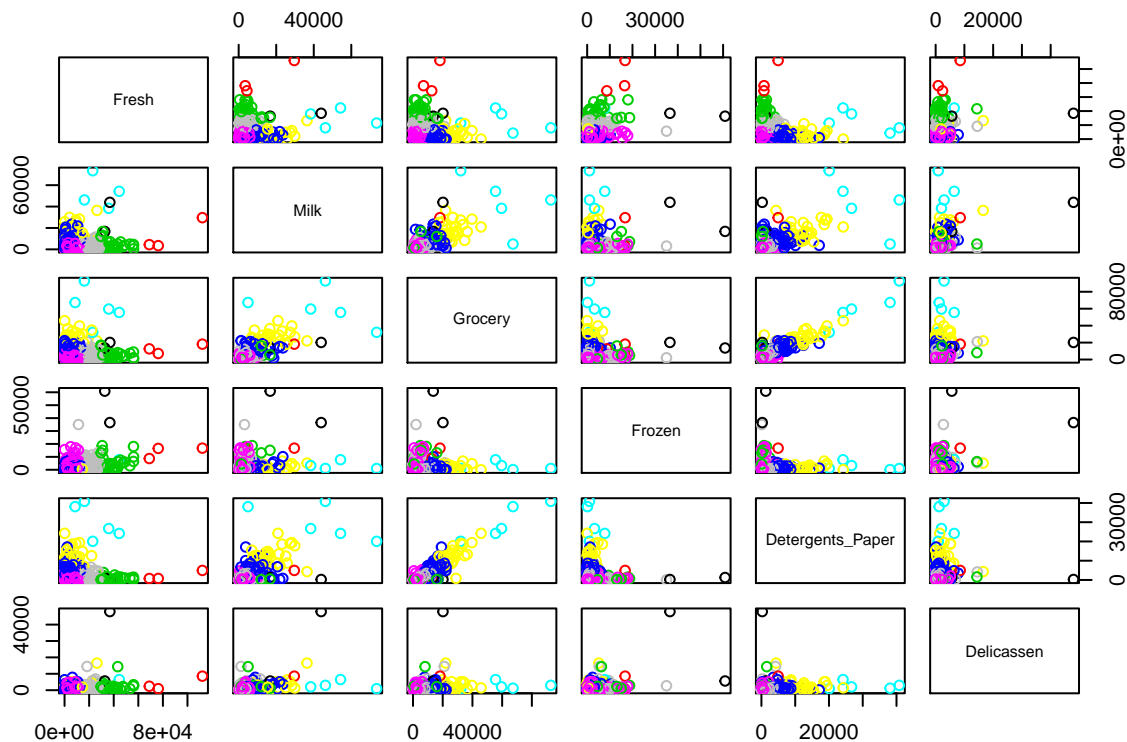 0 40000 0 30000 0 20000
Fresh
0e+00
0 60000
Milk
Grocery
0 80000
0 50000
Frozen
Detergents_Paper
0 30000
0 40000
Delicassen
0e+00 8e+04 40000 0 20000